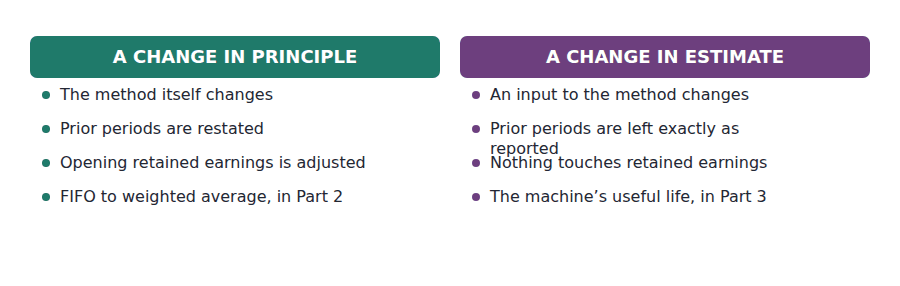 A CHANGE IN PRINCIPLE
The method itself changes
Prior periods are restated
Opening retained earnings is adjusted
FIFO to weighted average, in Part 2
A CHANGE IN ESTIMATE
An input to the method changes
Prior periods are left exactly as
reported
Nothing touches retained earnings
The machine’s useful life, in Part 3